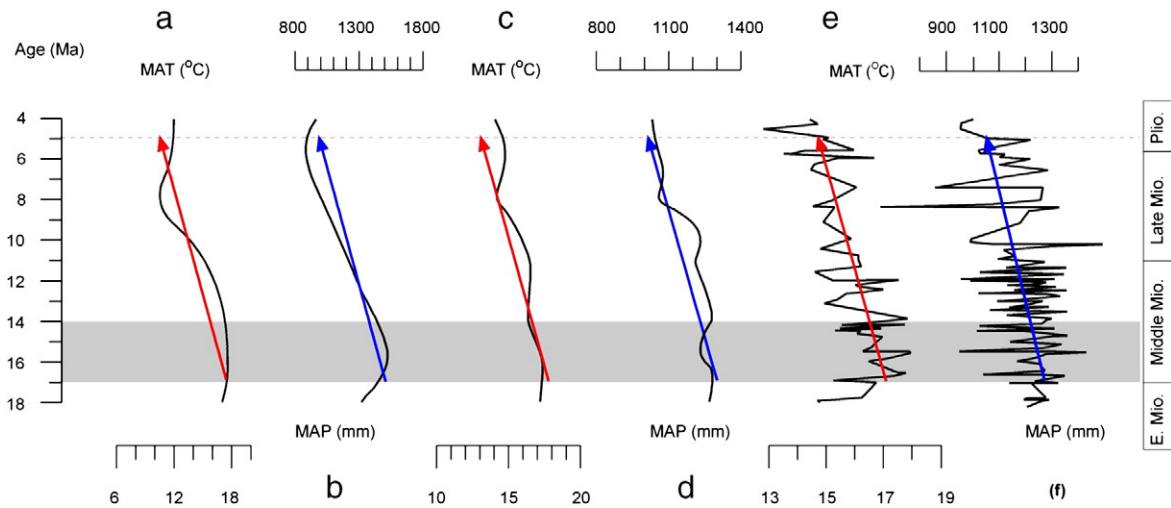 a c e
800 1300 1800 800 1100 1400 900 1100 1300
Age (Ma)
MAT (°C) MAT (°C) MAT (°C)
4
6
8
10
12
14
16
18
Plio.
Late Mio.
Middle Mio.
E. Mio.
MAP (mm) MAP (mm) MAP (mm)
6 12 18 b 10 15 20 d 13 15 17 19 (f)